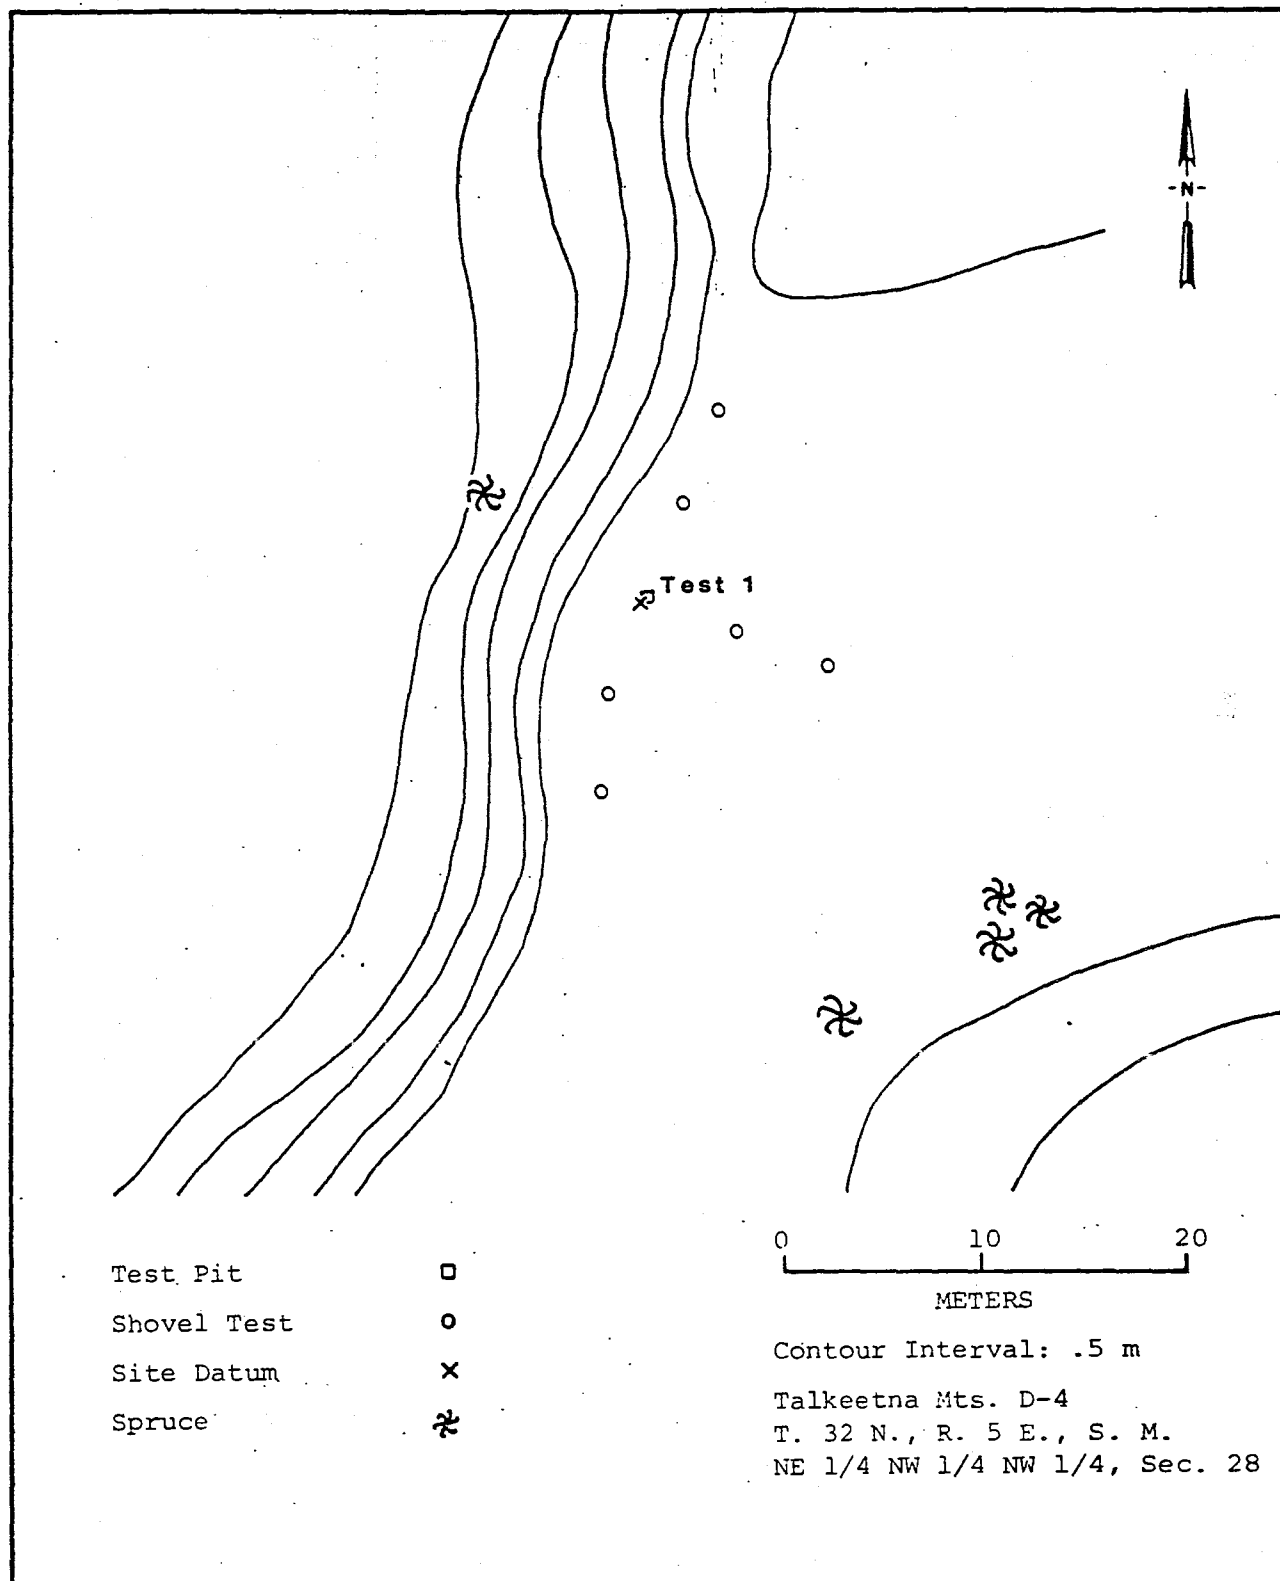 -N-
Test 1
0 10 20
METERS
Test Pit
Shovel Test
Site Datum
Spruce
Contour Interval: .5 m
Talkeetna Mts. D-4
T. 32 N., R. 5 E., S. M.
NE 1/4 NW 1/4 NW 1/4, Sec. 28